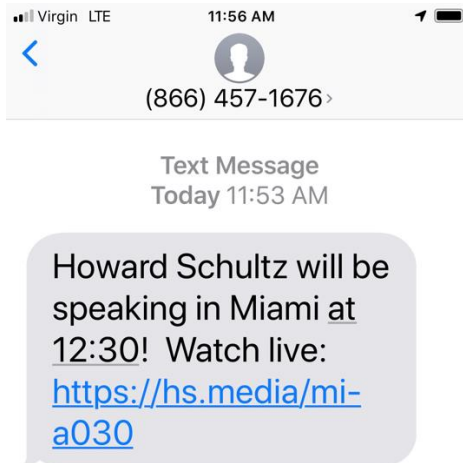 Virgin LTE 11:56 AM
(866) 457-1676
Text Message
Today 11:53 AM
Howard Schultz will be
speaking in Miami at
12:30! Watch live:
https://hs.media/mi-
a030